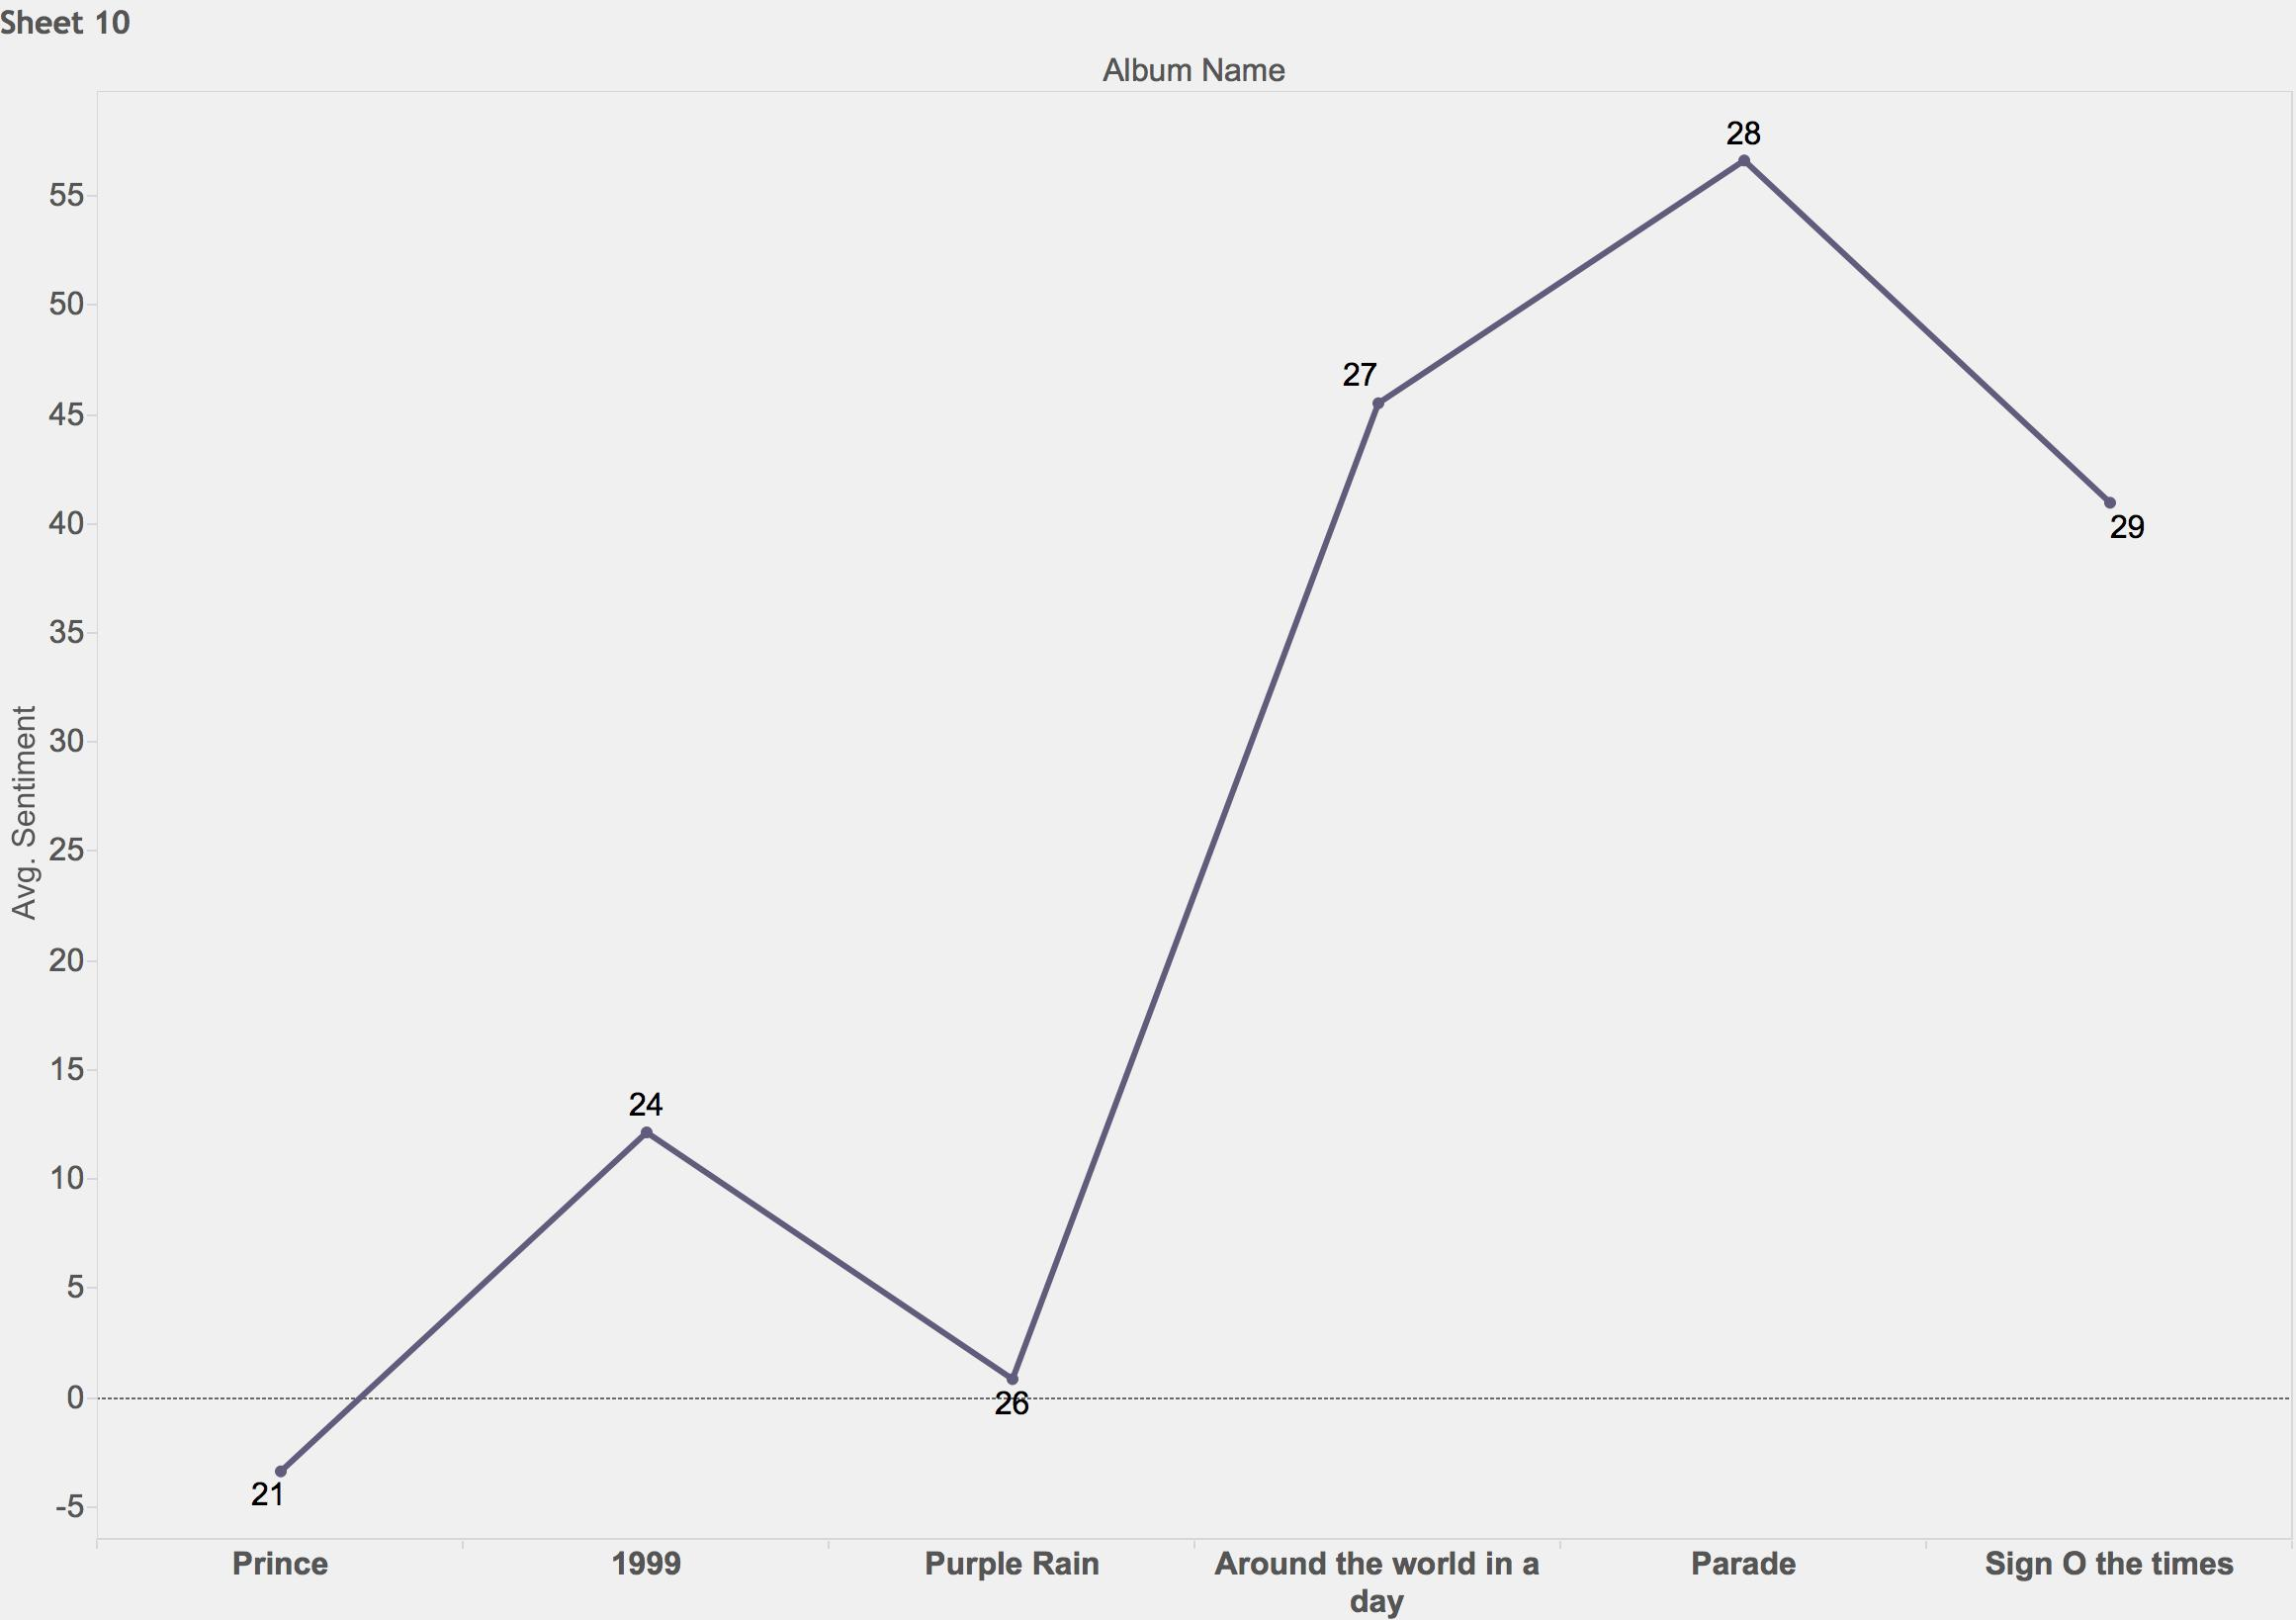 Sheet 10
Album Name
28
55
50
27
45
40
29
35
30
Avg. Sentiment
25
20
15
24
10
5
0
26
21
-5
Prince
1999
Purple Rain
Around the world in a
day
Parade
Sign O the times